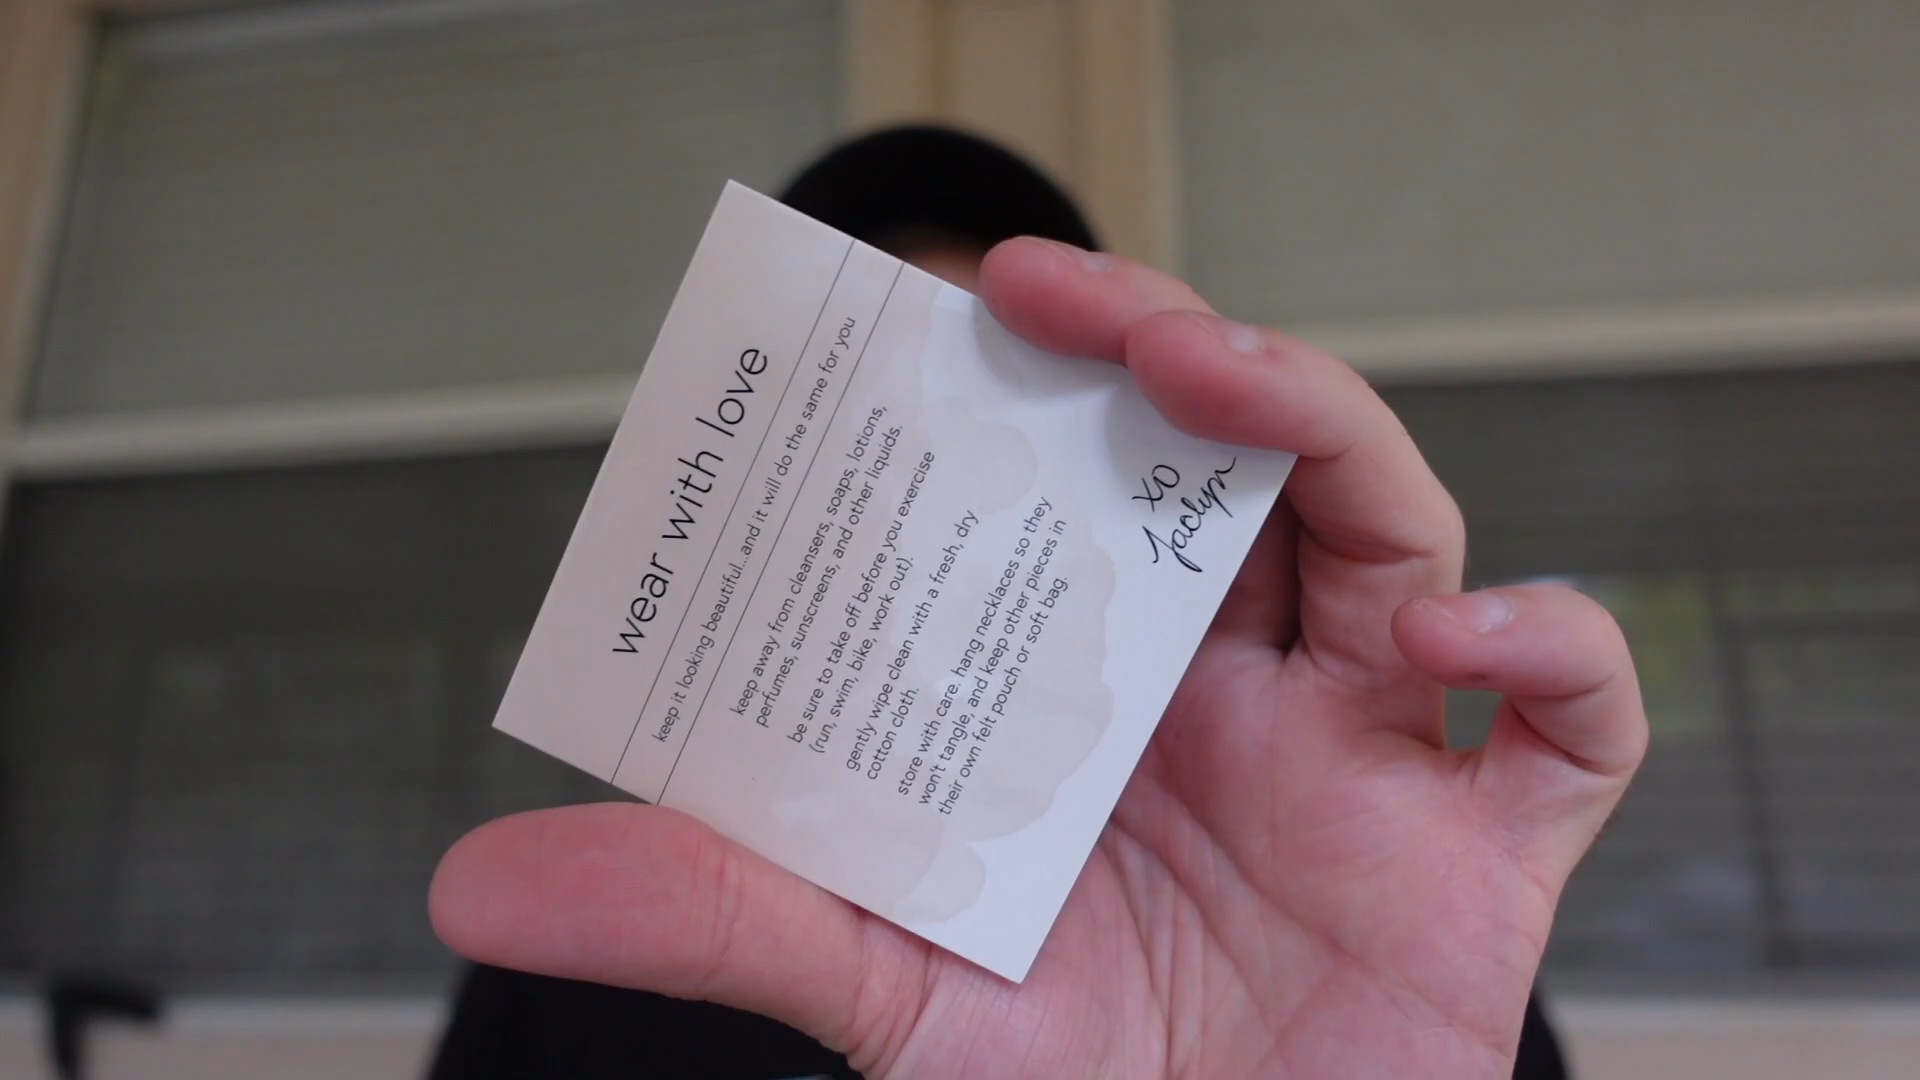 wear with love
keep it looking beautiful...and it will do the same for you
keep away from cleansers, soaps, lotions,
perfumes, sunscreens, and other liquids.
be sure to take off before you exercise
(run, swim, bike, work out).
gently wipe clean with a fresh, dry
cotton cloth.
store with care. hang necklaces so they
won't tangle, and keep other pieces in
their own felt pouch or soft bag.
xo
Jaclyn